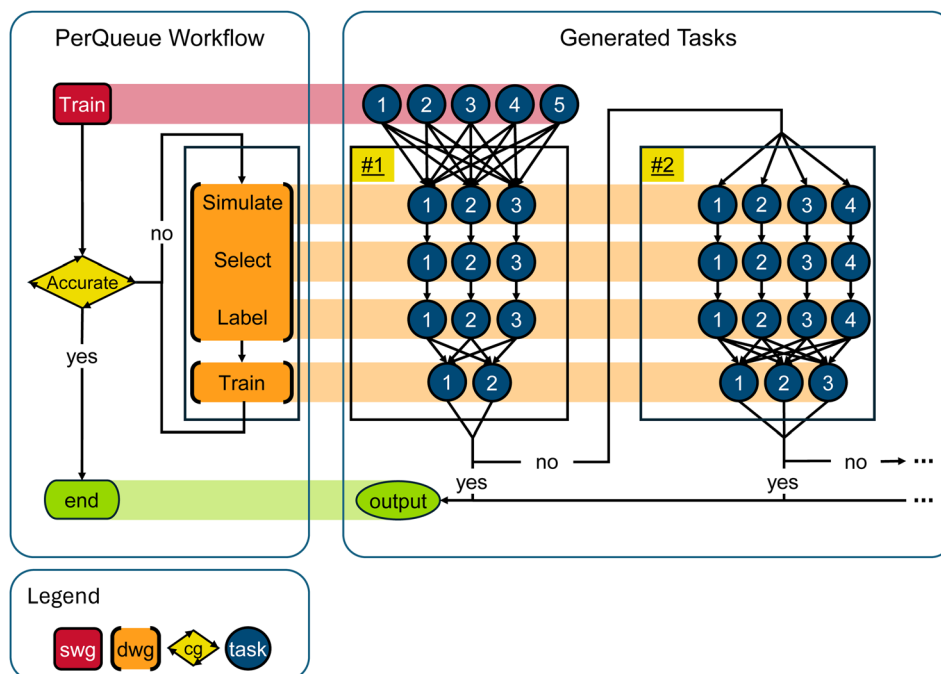 PerQueue Workflow
Generated Tasks
Train
1 2 3 4 5
#1
#2
Simulate
1 2 3
1 2 3 4
no
Select
1 2 3
1 2 3 4
Accurate
Label
1 2 3
1 2 3 4
yes
Train
1 2
1 2 3
no
no ...
yes
yes
end
output
...
Legend
swg
dwg
cg
task